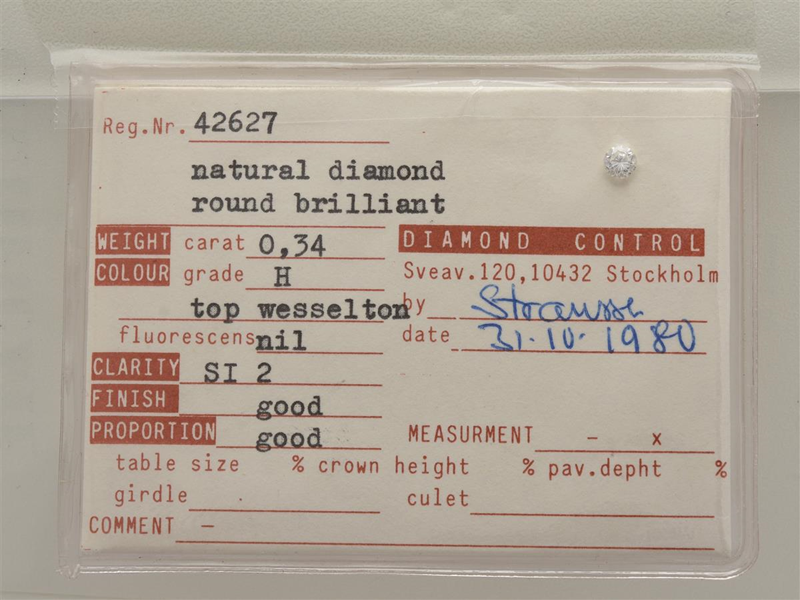 Reg.Nr. 42627
natural diamond
round brilliant
WEIGHT carat 0,34
DIAMOND CONTROL
COLOUR grade H
Sveav.120,10432 Stockholm
top wesselton
by Strausse
fluorescens nil
date 31.10.1980
CLARITY SI 2
FINISH good
PROPORTION good
MEASURMENT - x
table size % crown height % pav.depht %
girdle
culet
COMMENT -